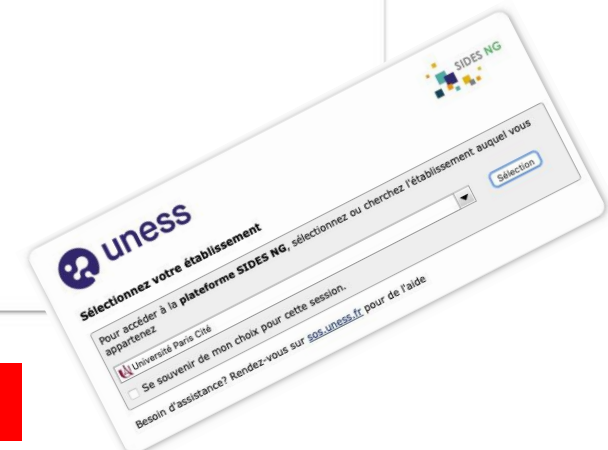 SIDES NG
uness
Sélectionnez votre établissement
Pour accéder à la plateforme SIDES NG, sélectionnez ou cherchez l'établissement auquel vous
appartenez
Université Paris Cité
Sélection
Se souvenir de mon choix pour cette session.
Besoin d'assistance? Rendez-vous sur sos.uness.fr pour de l'aide